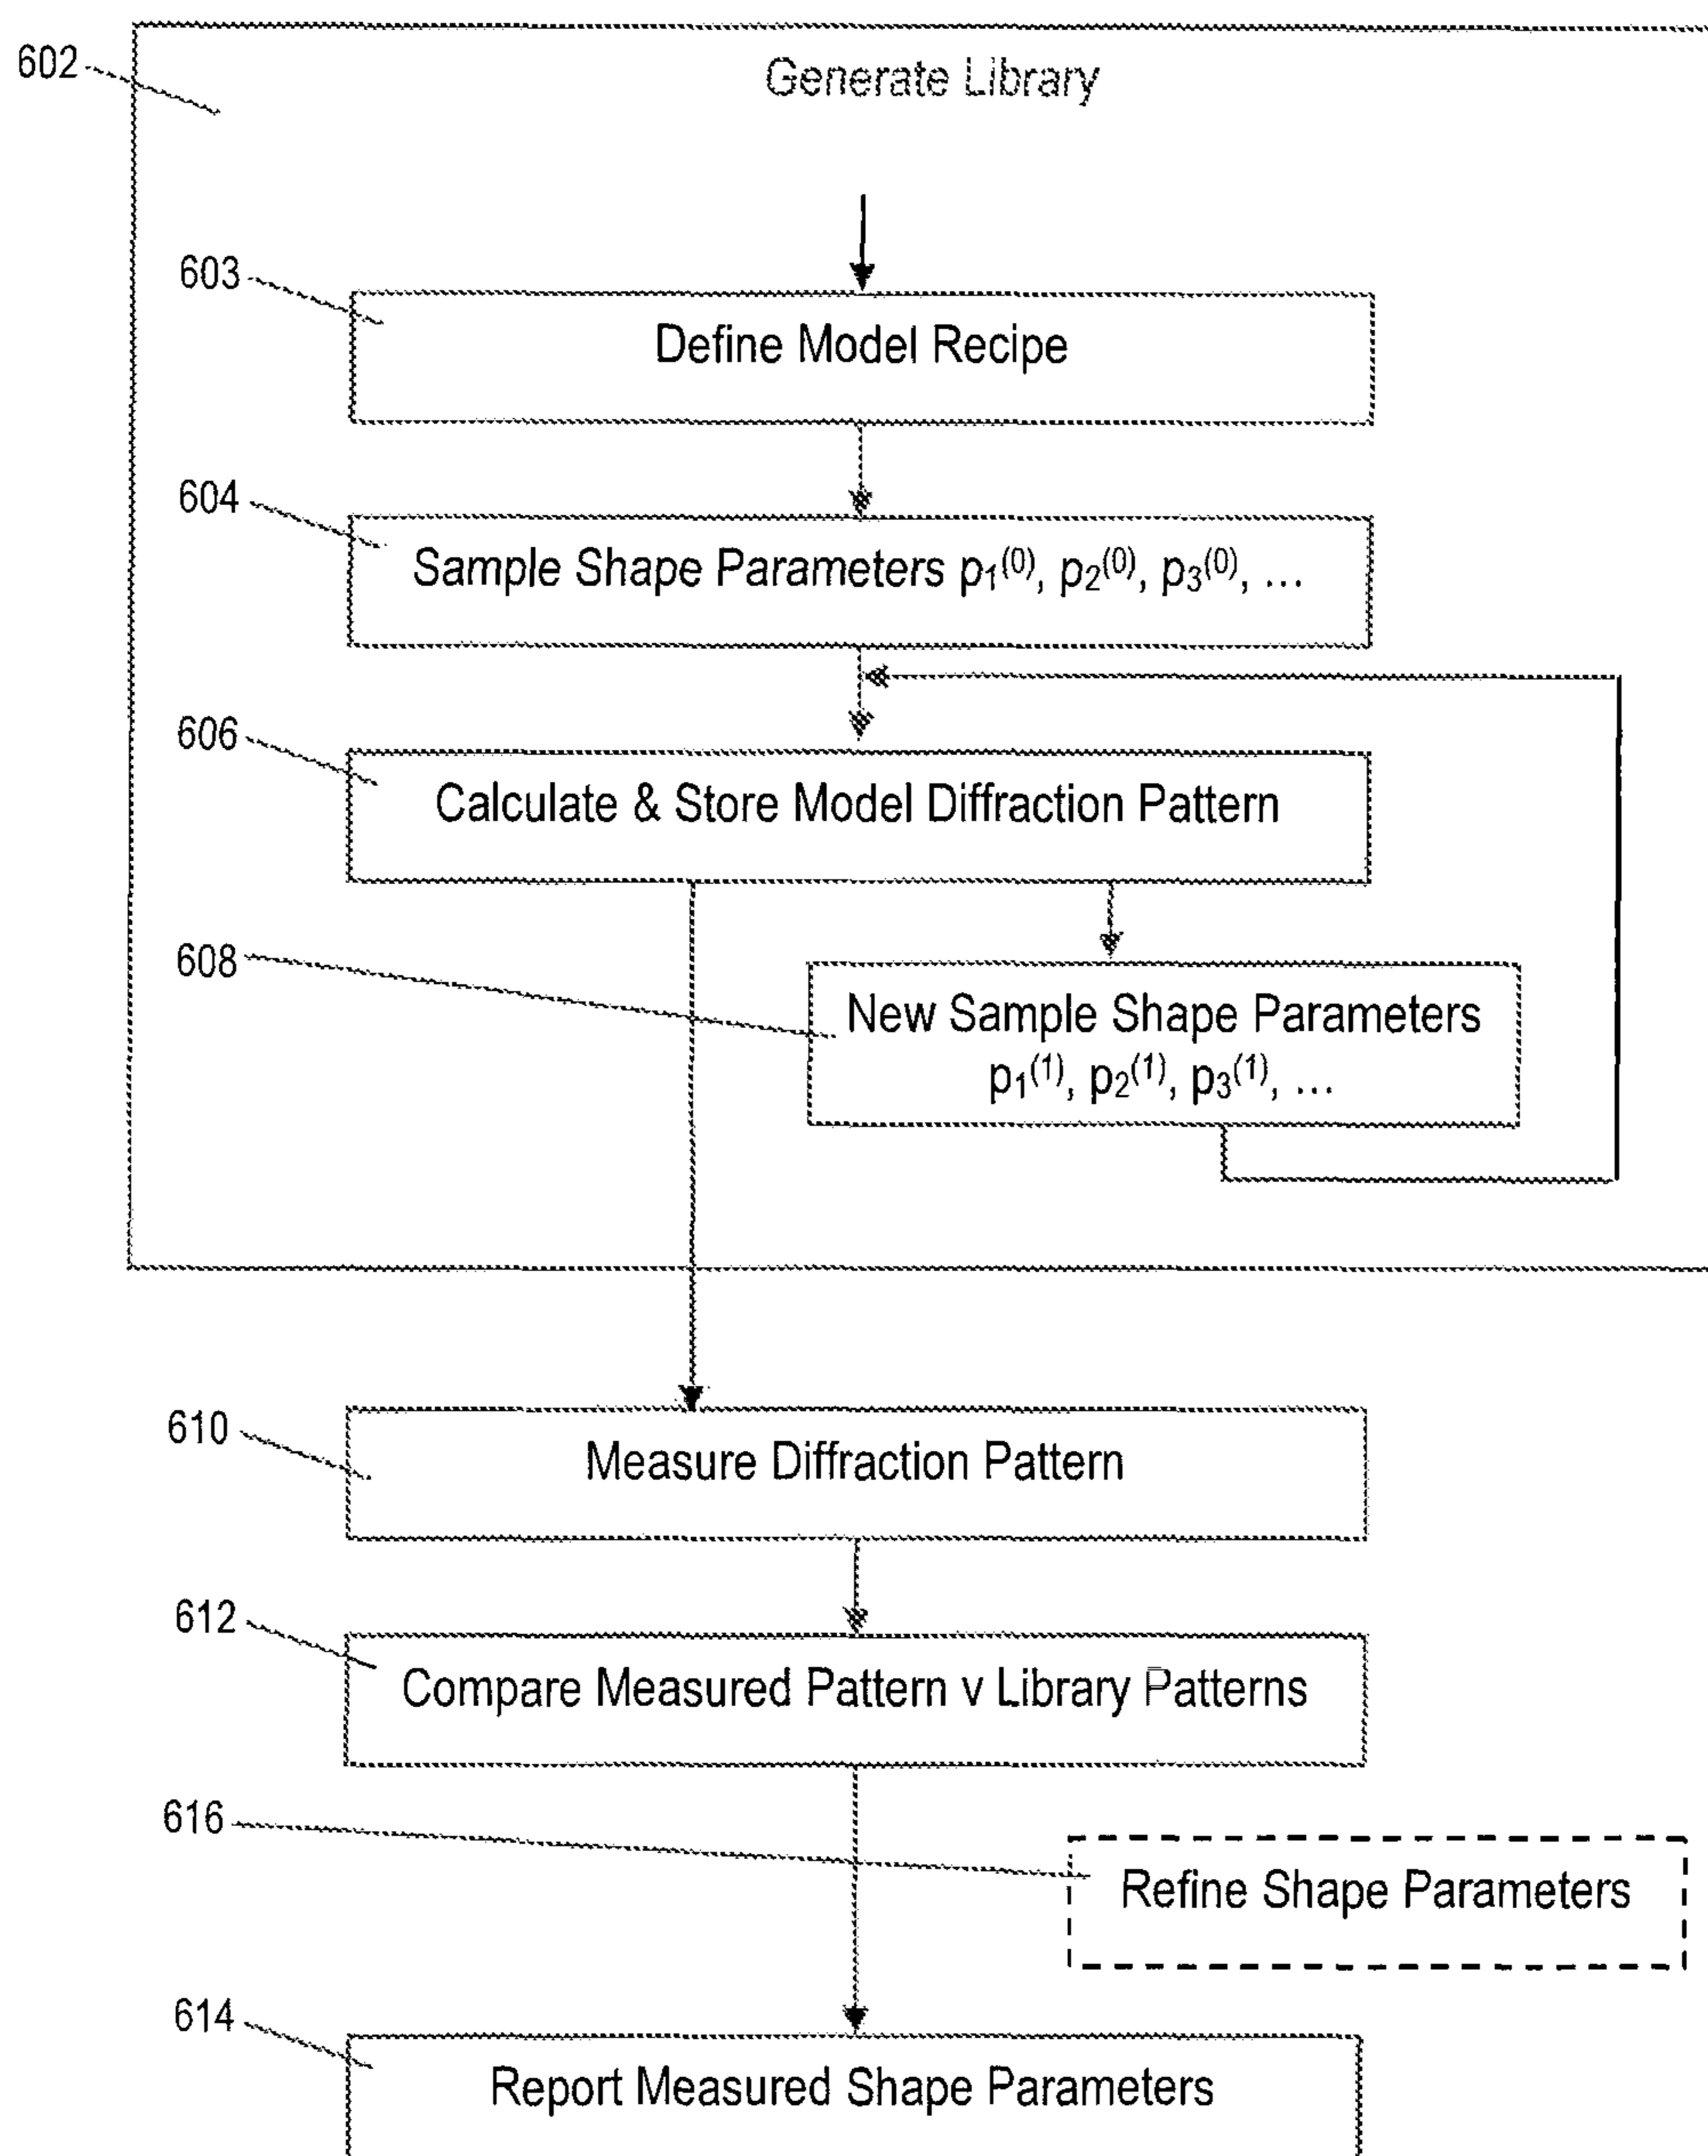 602
Generate Library
603
Define Model Recipe
604
Sample Shape Parameters p₁⁽⁰⁾, p₂⁽⁰⁾, p₃⁽⁰⁾, ...
606
Calculate & Store Model Diffraction Pattern
608
New Sample Shape Parameters
p₁⁽¹⁾, p₂⁽¹⁾, p₃⁽¹⁾, ...
610
Measure Diffraction Pattern
612
Compare Measured Pattern v Library Patterns
616
Refine Shape Parameters
614
Report Measured Shape Parameters